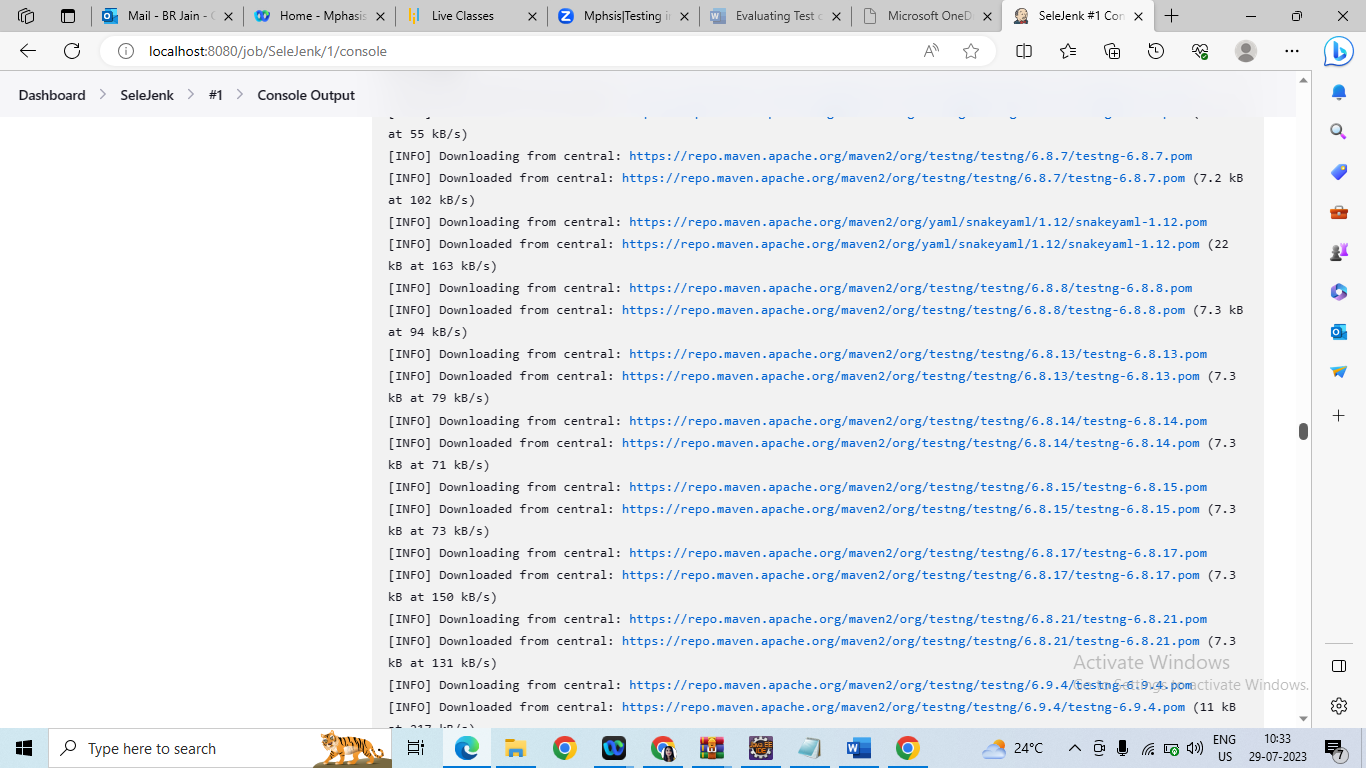 Mail - BR Jain -
Home - Mphasis
Live Classes
Mphsis|Testing in
Evaluating Test c
Microsoft OneD
SeleJenk #1 Con
localhost:8080/job/SeleJenk/1/console
Dashboard
SeleJenk
#1
Console Output
at 55 kB/s)
[INFO] Downloading from central: https://repo.maven.apache.org/maven2/org/testng/testng/6.8.7/testng-6.8.7.pom
[INFO] Downloaded from central: https://repo.maven.apache.org/maven2/org/testng/testng/6.8.7/testng-6.8.7.pom (7.2 kB
at 102 kB/s)
[INFO] Downloading from central: https://repo.maven.apache.org/maven2/org/yaml/snakeyaml/1.12/snakeyaml-1.12.pom
[INFO] Downloaded from central: https://repo.maven.apache.org/maven2/org/yaml/snakeyaml/1.12/snakeyaml-1.12.pom (22
kB at 163 kB/s)
[INFO] Downloading from central: https://repo.maven.apache.org/maven2/org/testng/testng/6.8.8/testng-6.8.8.pom
[INFO] Downloaded from central: https://repo.maven.apache.org/maven2/org/testng/testng/6.8.8/testng-6.8.8.pom (7.3 kB
at 94 kB/s)
[INFO] Downloading from central: https://repo.maven.apache.org/maven2/org/testng/testng/6.8.13/testng-6.8.13.pom
[INFO] Downloaded from central: https://repo.maven.apache.org/maven2/org/testng/testng/6.8.13/testng-6.8.13.pom (7.3
kB at 79 kB/s)
[INFO] Downloading from central: https://repo.maven.apache.org/maven2/org/testng/testng/6.8.14/testng-6.8.14.pom
[INFO] Downloaded from central: https://repo.maven.apache.org/maven2/org/testng/testng/6.8.14/testng-6.8.14.pom (7.3
kB at 71 kB/s)
[INFO] Downloading from central: https://repo.maven.apache.org/maven2/org/testng/testng/6.8.15/testng-6.8.15.pom
[INFO] Downloaded from central: https://repo.maven.apache.org/maven2/org/testng/testng/6.8.15/testng-6.8.15.pom (7.3
kB at 73 kB/s)
[INFO] Downloading from central: https://repo.maven.apache.org/maven2/org/testng/testng/6.8.17/testng-6.8.17.pom
[INFO] Downloaded from central: https://repo.maven.apache.org/maven2/org/testng/testng/6.8.17/testng-6.8.17.pom (7.3
kB at 150 kB/s)
[INFO] Downloading from central: https://repo.maven.apache.org/maven2/org/testng/testng/6.8.21/testng-6.8.21.pom
[INFO] Downloaded from central: https://repo.maven.apache.org/maven2/org/testng/testng/6.8.21/testng-6.8.21.pom (7.3
kB at 131 kB/s)
Activate Windows
[INFO] Downloading from central: https://repo.maven.apache.org/maven2/org/testng/testng/6.9.4/testng-6.9.4.pom
Go to Settings to activate Windows.
[INFO] Downloaded from central: https://repo.maven.apache.org/maven2/org/testng/testng/6.9.4/testng-6.9.4.pom (11 kB
Type here to search
24°C
ENG
US
10:33
29-07-2023
7